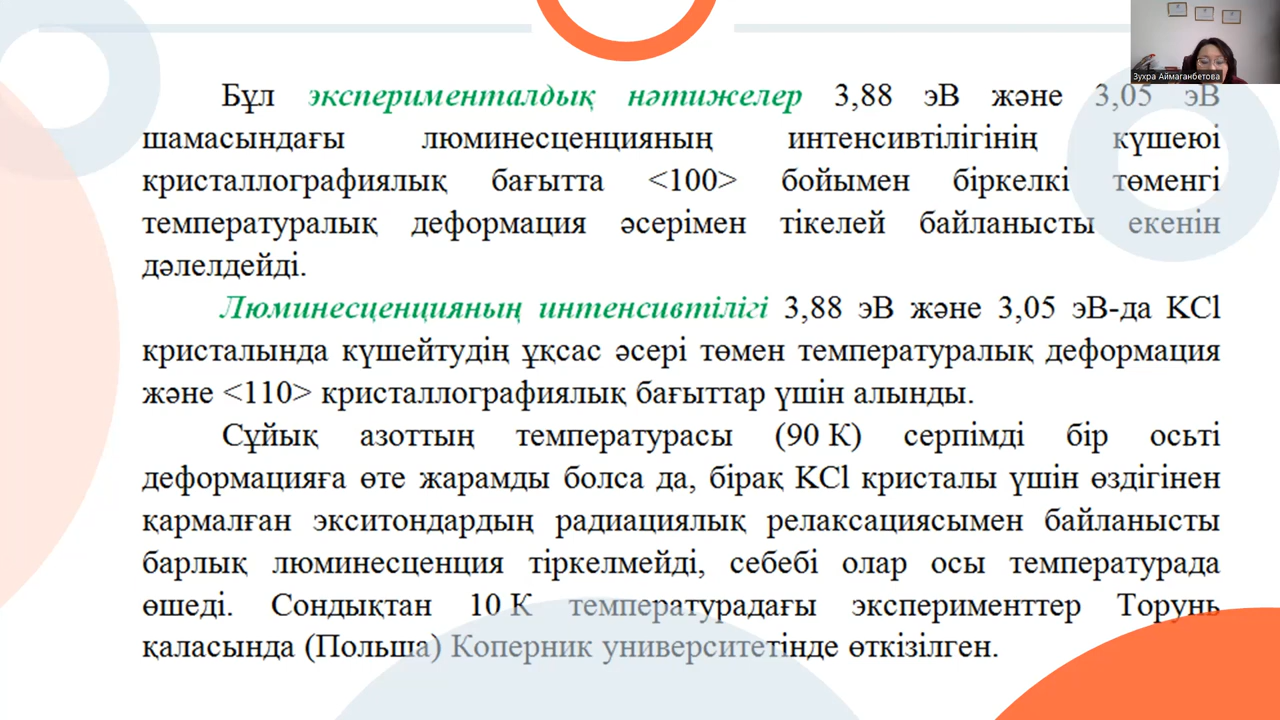 Зухра Аймаганбетова
Бұл эксперименталдық нәтижелер 3,88 эВ және 3,05 эВ
шамасындағы люминесценцияның интенсивтілігінің күшеюі
кристаллографиялық бағытта <100> бойымен біркелкі төменгі
температуралық деформация әсерімен тікелей байланысты екенін
дәлелдейді.
Люминесценцияның интенсивтілігі 3,88 эВ және 3,05 эВ-да KCl
кристалында күшейтудің ұқсас әсері төмен температуралық деформация
және <110> кристаллографиялық бағыттар үшін алынды.
Сұйық азоттың температурасы (90 К) серпімді бір осьті
деформацияға өте жарамды болса да, бірақ KCl кристалы үшін өздігінен
қармалған экситондардың радиациялық релаксациясымен байланысты
барлық люминесценция тіркелмейді, себебі олар осы температурада
өшеді. Сондықтан 10 К температурадағы эксперименттер Торунь
қаласында (Польша) Коперник университетінде өткізілген.